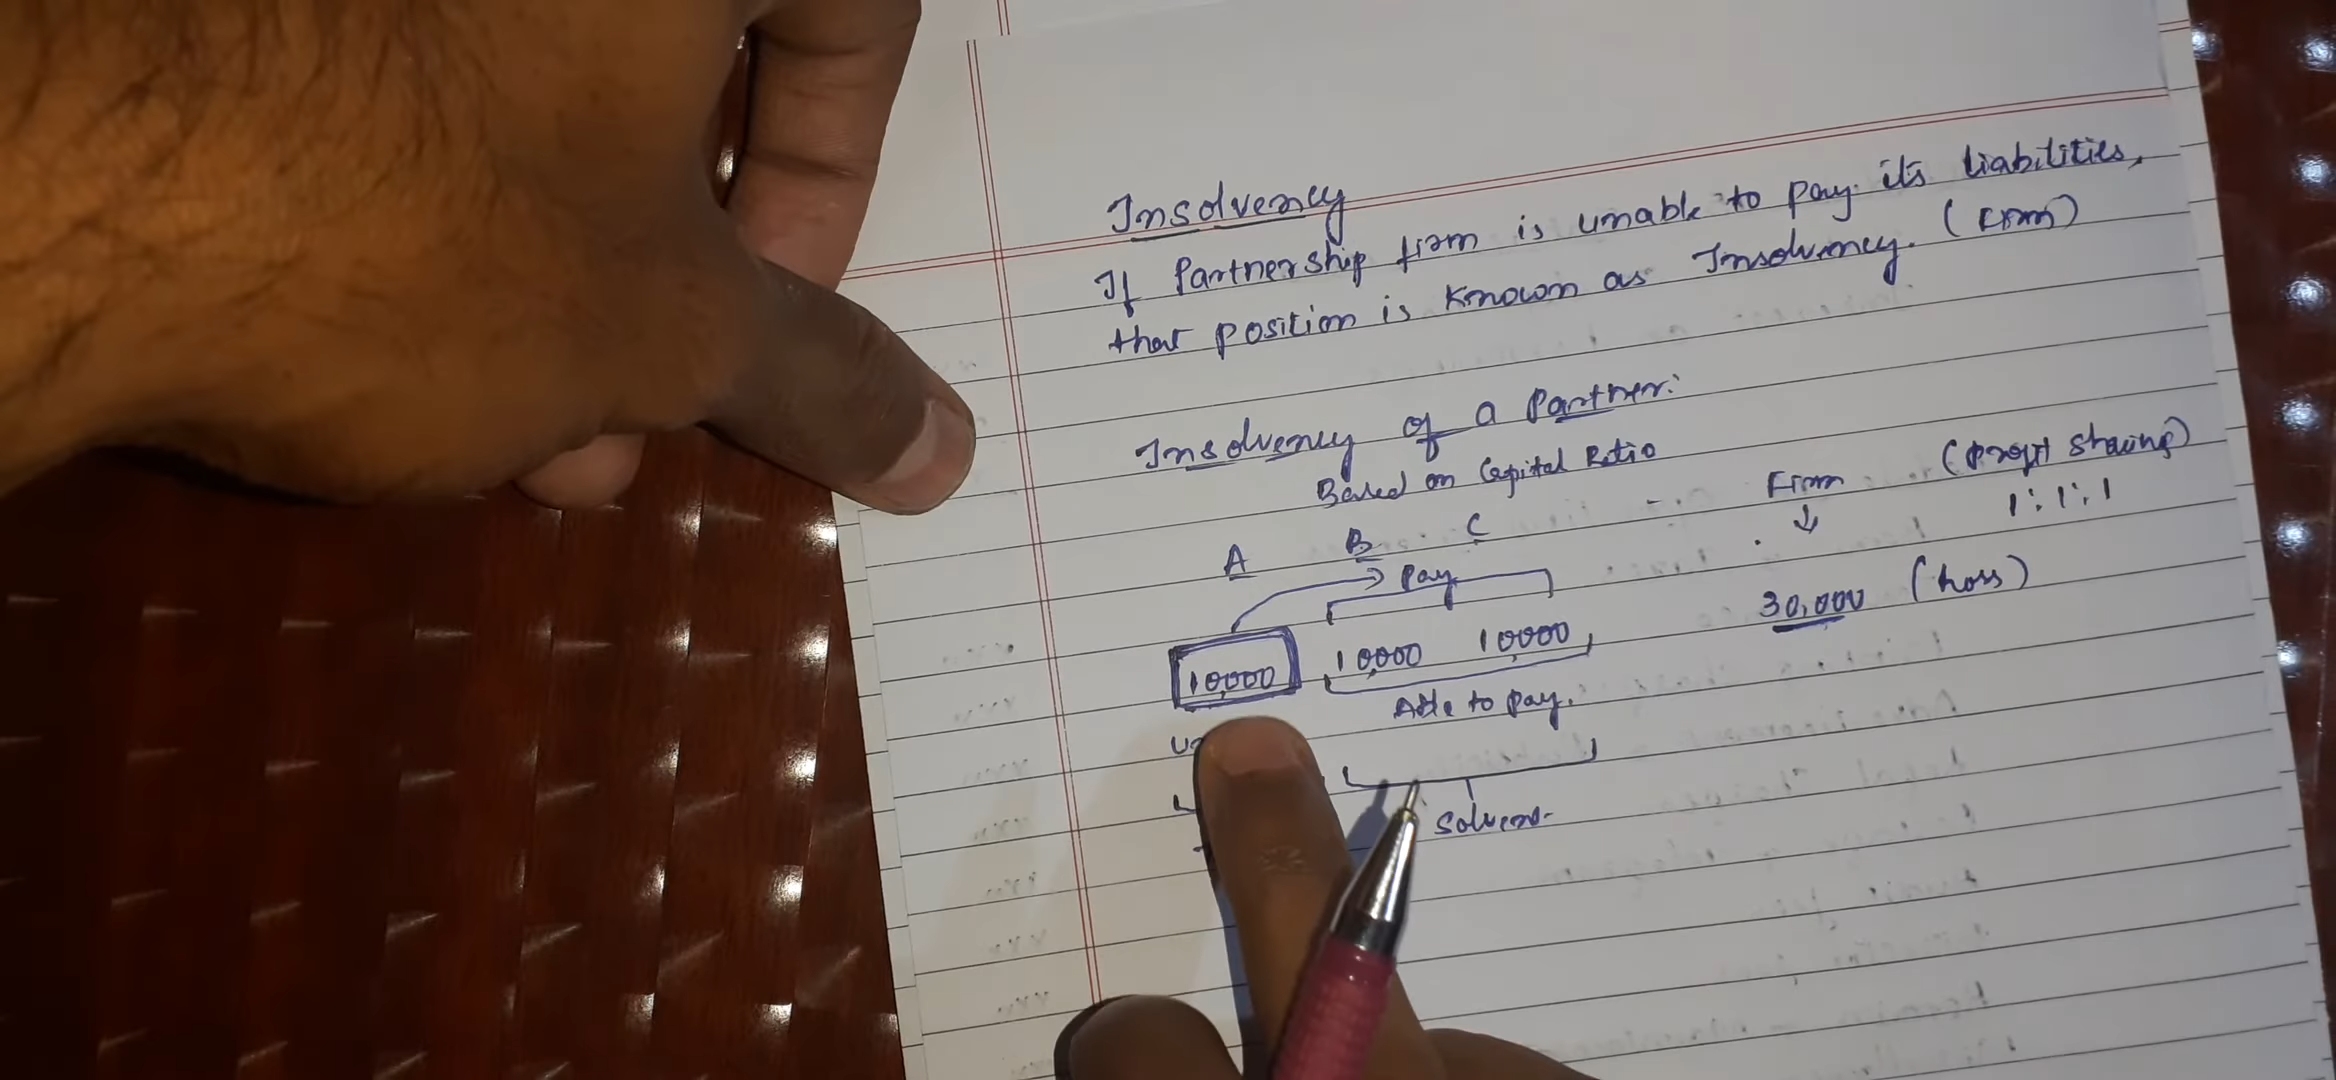 Insolvency
If Partnership firm is unable to pay its liabilities,
that position is known as Insolvency. (Firm)
Insolvency of a Partner:
Based on Capital Ratio
A B C Firm (Profit Sharing)
↓ 1:1:1
→ Pay
10,000 10,000 10,000 30,000 (Loss)
Able to pay.
Solvent